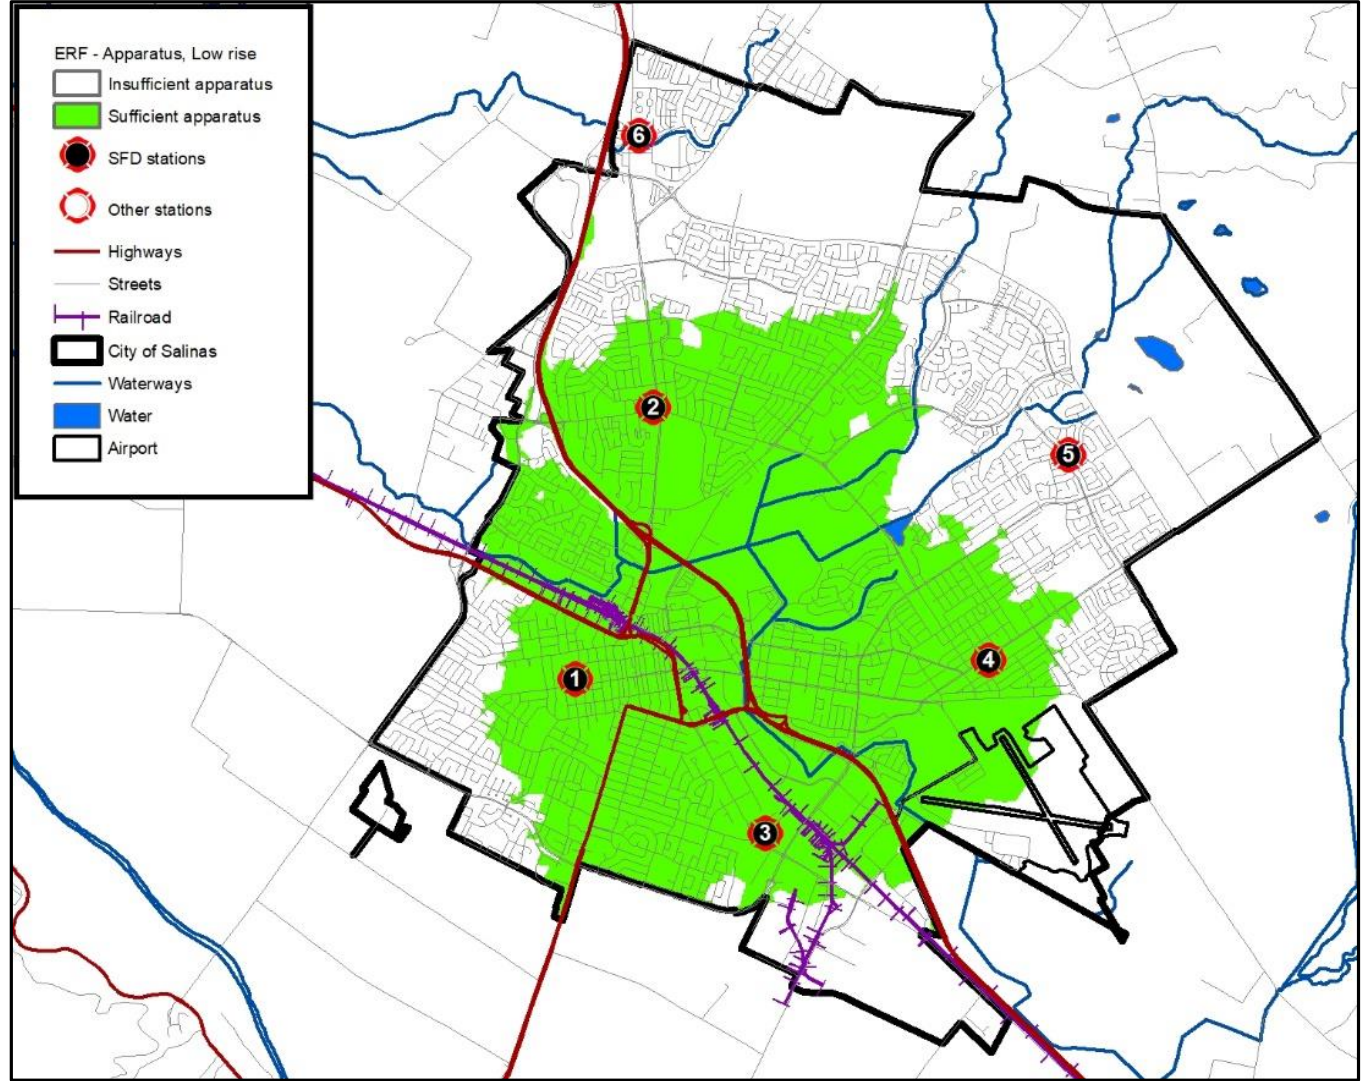 ERF - Apparatus, Low rise
Insufficient apparatus
Sufficient apparatus
SFD stations
Other stations
Highways
Streets
Railroad
City of Salinas
Waterways
Water
Airport
6
2
5
4
1
3